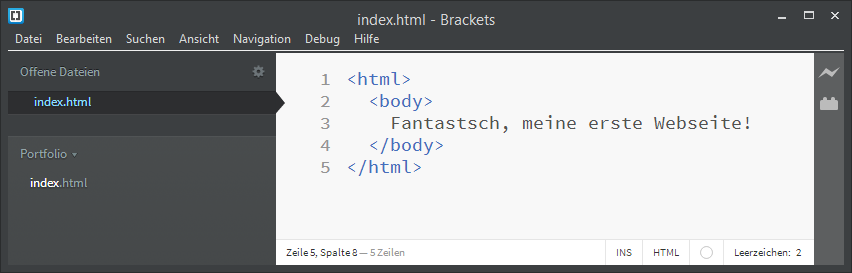 index.html - Brackets
Datei Bearbeiten Suchen Ansicht Navigation Debug Hilfe
Offene Dateien
index.html
Portfolio
index.html
1 <html>
2 <body>
3 Fantastsch, meine erste Webseite!
4 </body>
5 </html>
Zeile 5, Spalte 8 — 5 Zeilen INS HTML Leerzeichen: 2